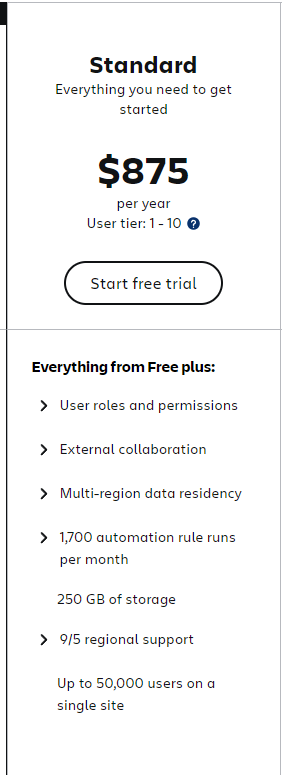 Standard
Everything you need to get
started
$875
per year
User tier: 1 - 10 ?
Start free trial
Everything from Free plus:
User roles and permissions
External collaboration
Multi-region data residency
1,700 automation rule runs
per month
250 GB of storage
9/5 regional support
Up to 50,000 users on a
single site